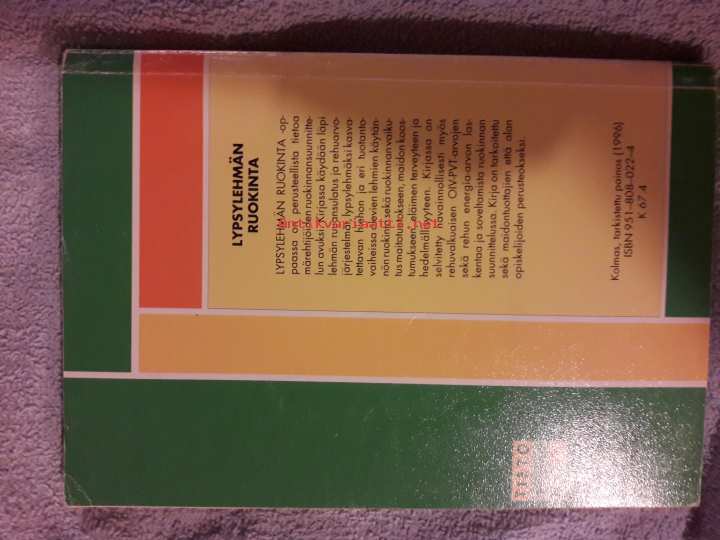 LYPSYLEHMÄN
RUOKINTA
LYPSYLEHMÄN RUOKINTA -op-
paassa on perusteellista tietoa
märehtijöiden ruokinnansuunnitte-
lun avuksi. Kirjassa käydään läpi
lehmän ruoansulatus ja rehuarvo-
järjestelmä, lypsylehmäksi kasva-
tettavan hiehon ja eri tuotanto-
vaiheissa olevien lehmien käytän-
nön ruokinta sekä ruokinnan vaiku-
tus maitotuotokseen, maidon koos-
tumukseen, eläimen terveyteen ja
hedelmällisyyteen. Kirjassa on
selvitetty havainnollisesti myös
rehuvalkuaisen OIV-PVT-arvojen
sekä rehun energia-arvon las-
kentaa ja soveltamista ruokinnan
suunnittelussa. Kirja on tarkoitettu
sekä maidontuottajien että alan
opiskelijoiden perusteokseksi.
Kolmas, tarkistettu painos (1996)
ISBN 951-808-022-4
K 67.4
antikvariaatti.net
TIETO